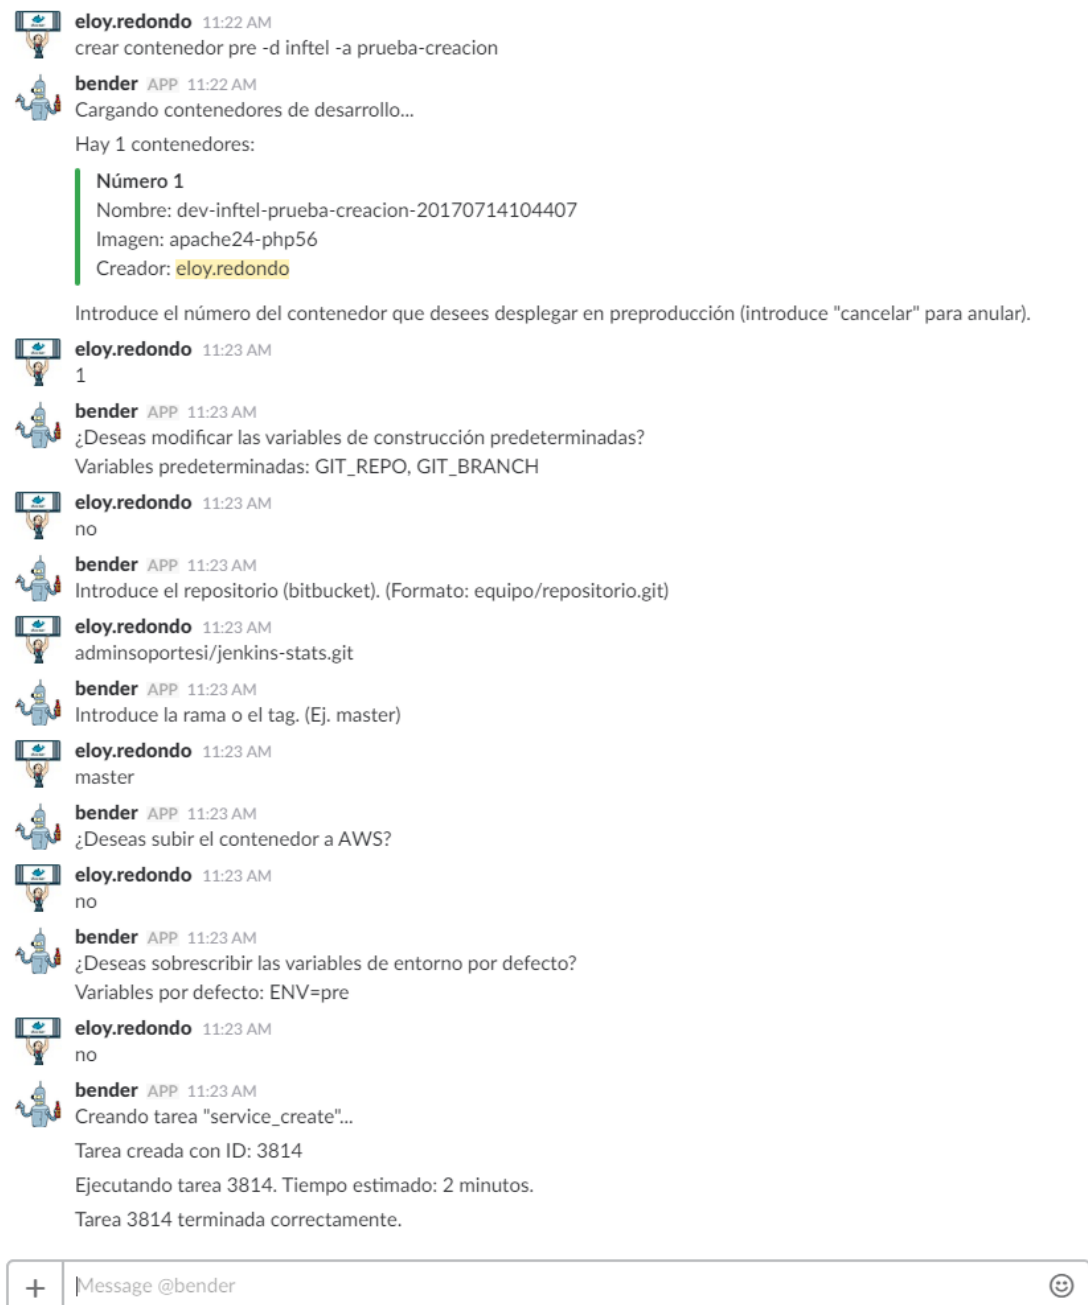 eloy.redondo 11:22 AM
crear contenedor pre -d inftel -a prueba-creacion
bender APP 11:22 AM
Cargando contenedores de desarrollo...
Hay 1 contenedores:
Número 1
Nombre: dev-inftel-prueba-creacion-20170714104407
Imagen: apache24-php56
Creador: eloy.redondo
Introduce el número del contenedor que desees desplegar en preproducción (introduce "cancelar" para anular).
eloy.redondo 11:23 AM
1
bender APP 11:23 AM
¿Deseas modificar las variables de construcción predeterminadas?
Variables predeterminadas: GIT_REPO, GIT_BRANCH
eloy.redondo 11:23 AM
no
bender APP 11:23 AM
Introduce el repositorio (bitbucket). (Formato: equipo/repositorio.git)
eloy.redondo 11:23 AM
adminsoportesi/jenkins-stats.git
bender APP 11:23 AM
Introduce la rama o el tag. (Ej. master)
eloy.redondo 11:23 AM
master
bender APP 11:23 AM
¿Deseas subir el contenedor a AWS?
eloy.redondo 11:23 AM
no
bender APP 11:23 AM
¿Deseas sobrescribir las variables de entorno por defecto?
Variables por defecto: ENV=pre
eloy.redondo 11:23 AM
no
bender APP 11:23 AM
Creando tarea "service_create"...
Tarea creada con ID: 3814
Ejecutando tarea 3814. Tiempo estimado: 2 minutos.
Tarea 3814 terminada correctamente.
Message @bender